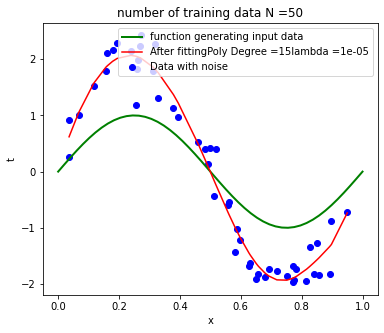 number of training data N =50
function generating input data
After fittingPoly Degree =15lambda =1e-05
Data with noise
2
1
0
−1
−2
t
0.0 0.2 0.4 0.6 0.8 1.0
x